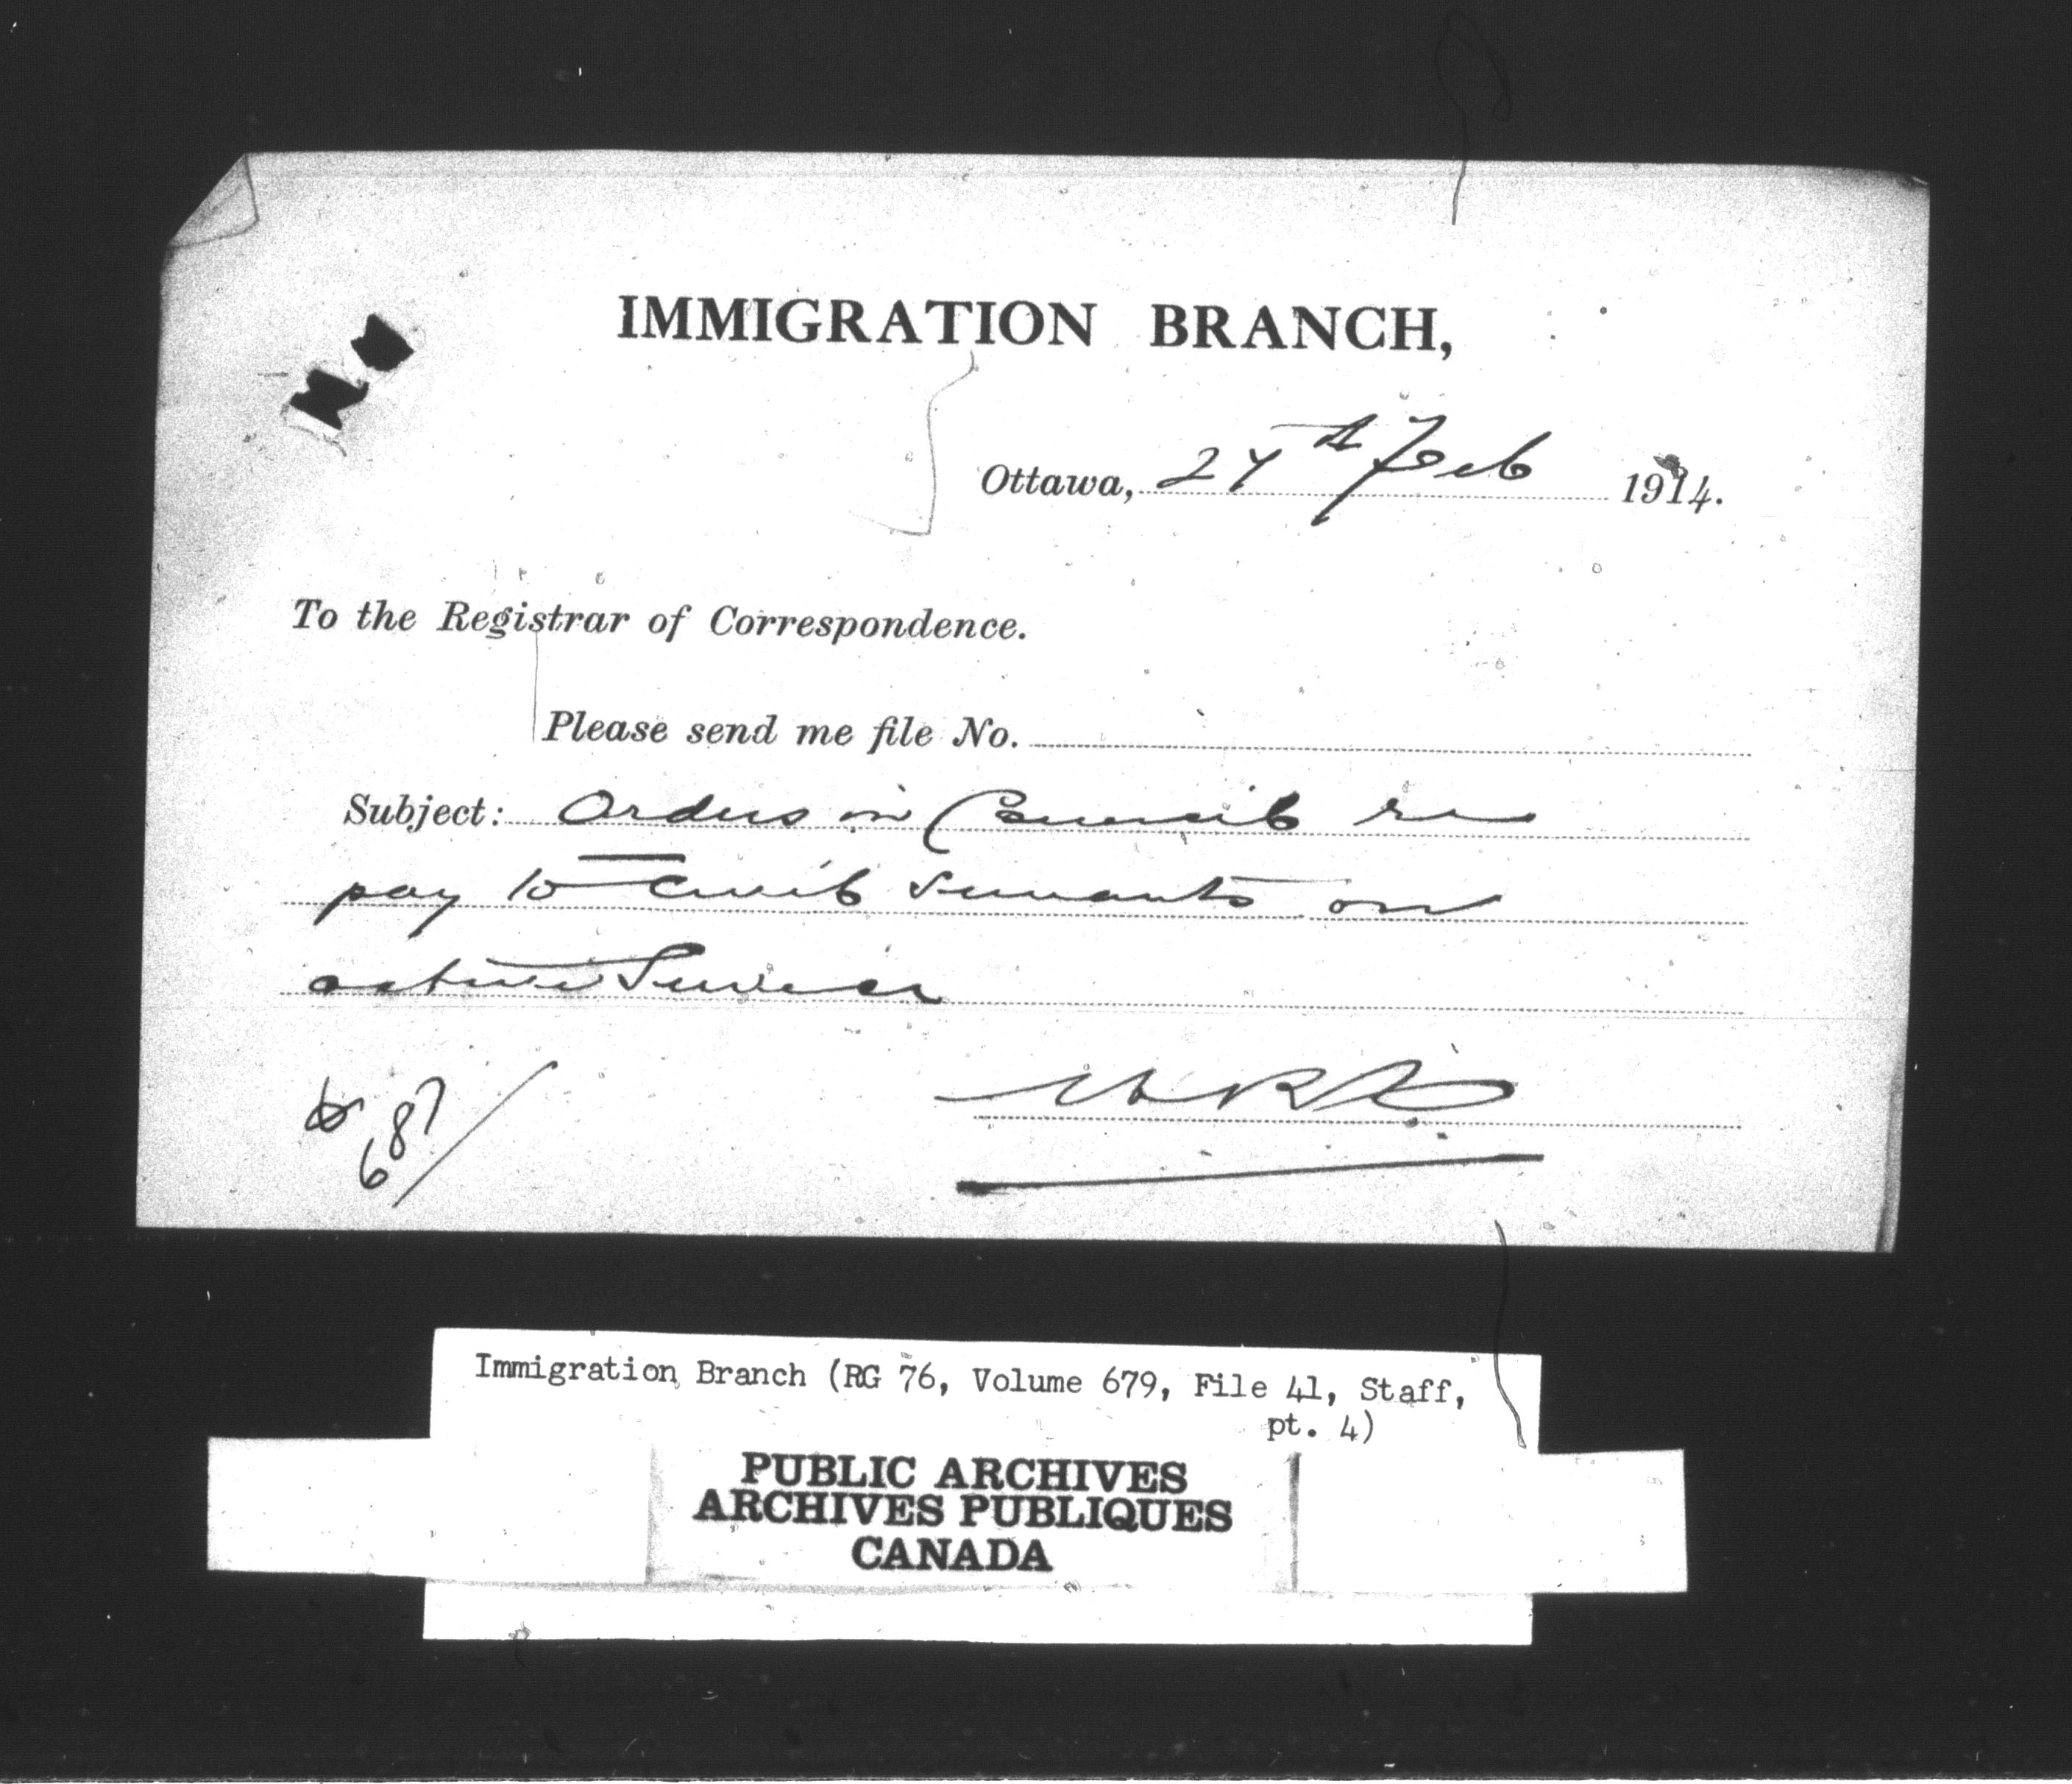 IMMIGRATION BRANCH,
Ottawa, 27th Feb 1914.
To the Registrar of Correspondence.
Please send me file No.
Subject: Orders in Council re
pay to Civil Servants on
active Service
687
Immigration Branch (RG 76, Volume 679, File 41, Staff,
pt. 4)
PUBLIC ARCHIVES
ARCHIVES PUBLIQUES
CANADA